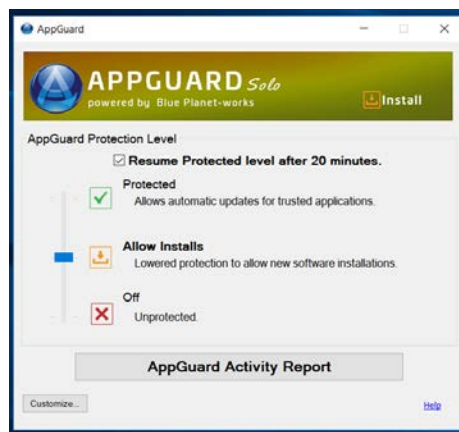 AppGuard
APPGUARD Solo
powered by Blue Planet-works
Install
AppGuard Protection Level
Resume Protected level after 20 minutes.
Protected
Allows automatic updates for trusted applications.
Allow Installs
Lowered protection to allow new software installations.
Off
Unprotected.
AppGuard Activity Report
Customize...
Help